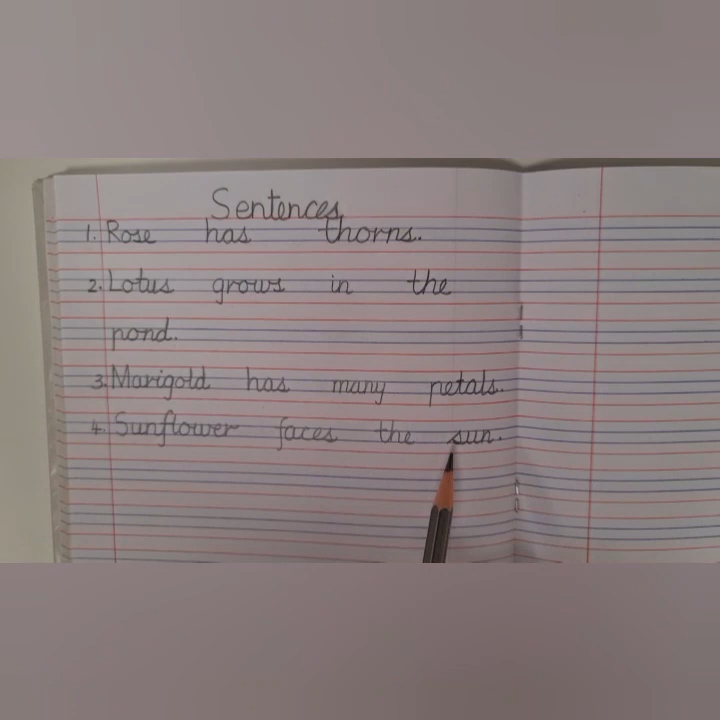 Sentences
1. Rose has thorns.
2. Lotus grows in the
pond.
3. Marigold has many petals.
4. Sunflower faces the sun.